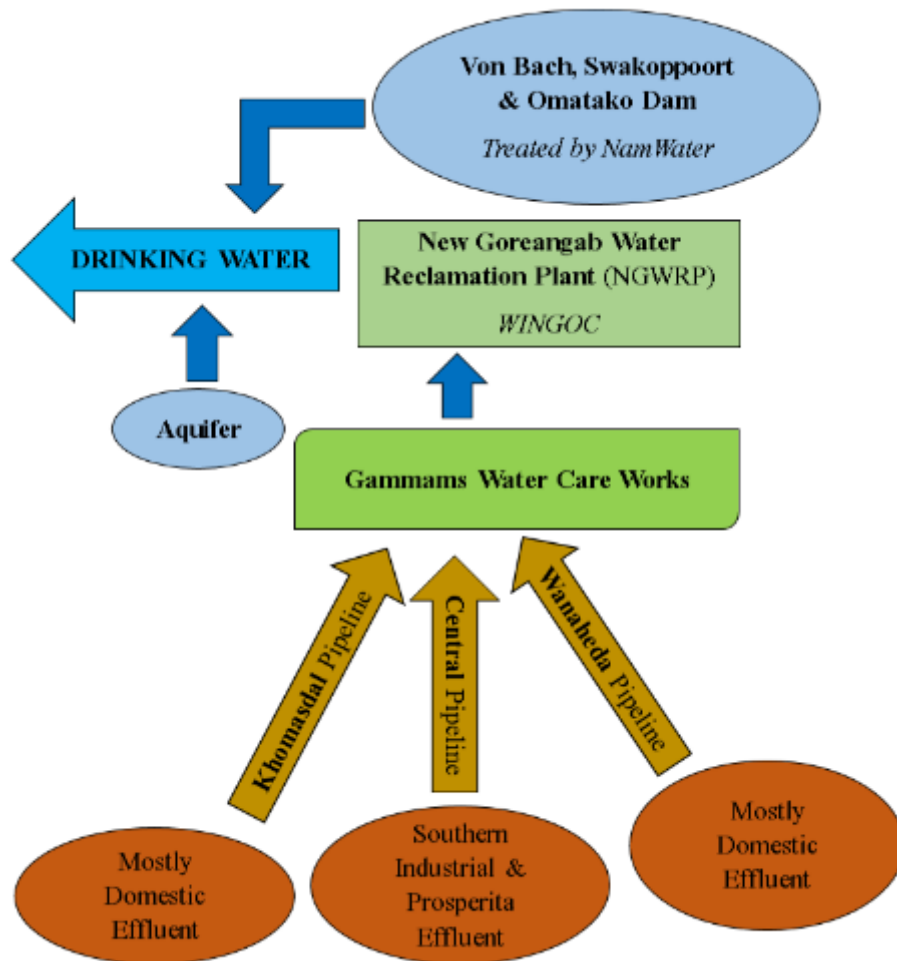 Von Bach, Swakoppoort
& Omatako Dam
Treated by NamWater
DRINKING WATER
New Goreangab Water
Reclamation Plant (NGWRP)
WINGOC
Aquifer
Gammams Water Care Works
Khomasdal Pipeline
Central Pipeline
Wanaheda Pipeline
Mostly
Domestic
Effluent
Southern
Industrial &
Prosperita
Effluent
Mostly
Domestic
Effluent